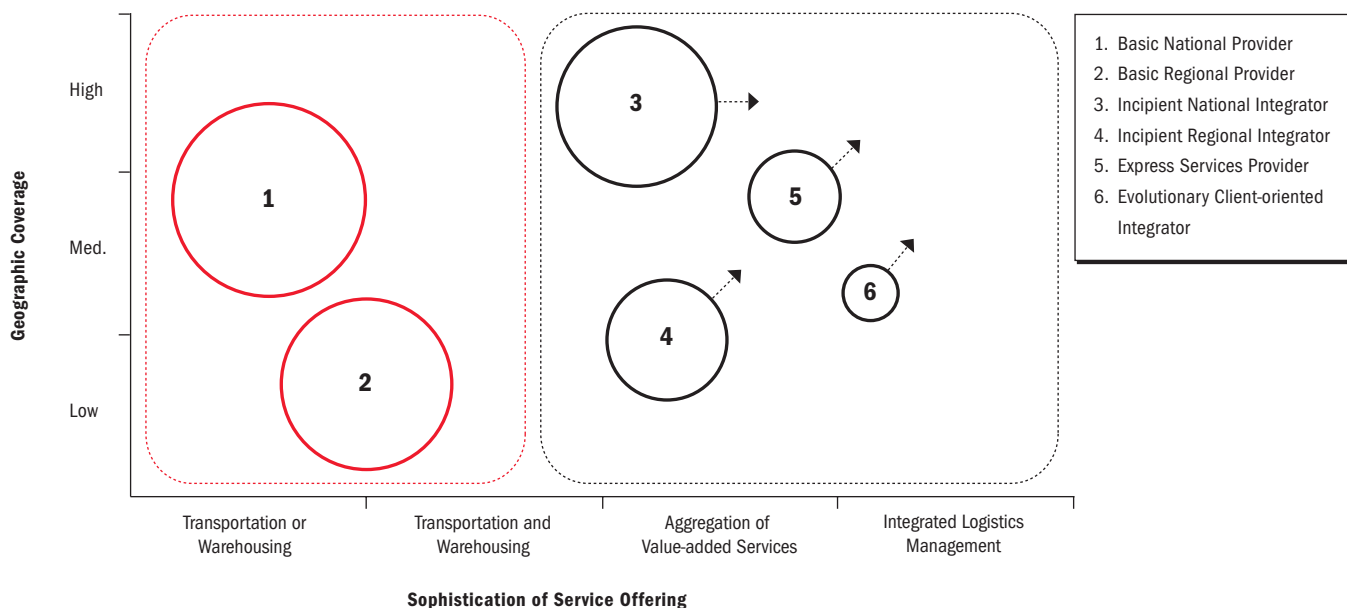 Geographic Coverage
High
Med.
Low
1
2
3
4
5
6
Transportation or
Warehousing
Transportation and
Warehousing
Aggregation of
Value-added Services
Integrated Logistics
Management
Sophistication of Service Offering
1. Basic National Provider
2. Basic Regional Provider
3. Incipient National Integrator
4. Incipient Regional Integrator
5. Express Services Provider
6. Evolutionary Client-oriented
Integrator